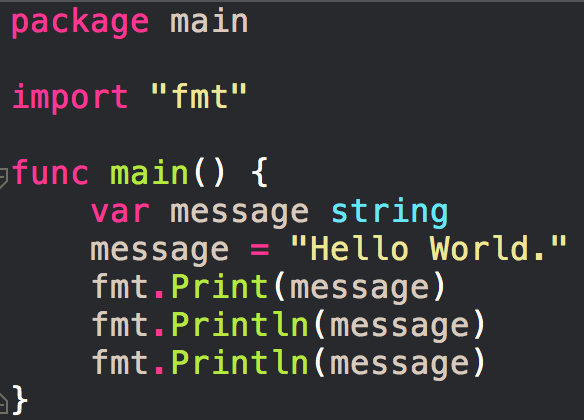 package main
import "fmt"
func main() {
var message string
message = "Hello World."
fmt.Print(message)
fmt.Println(message)
fmt.Println(message)
}